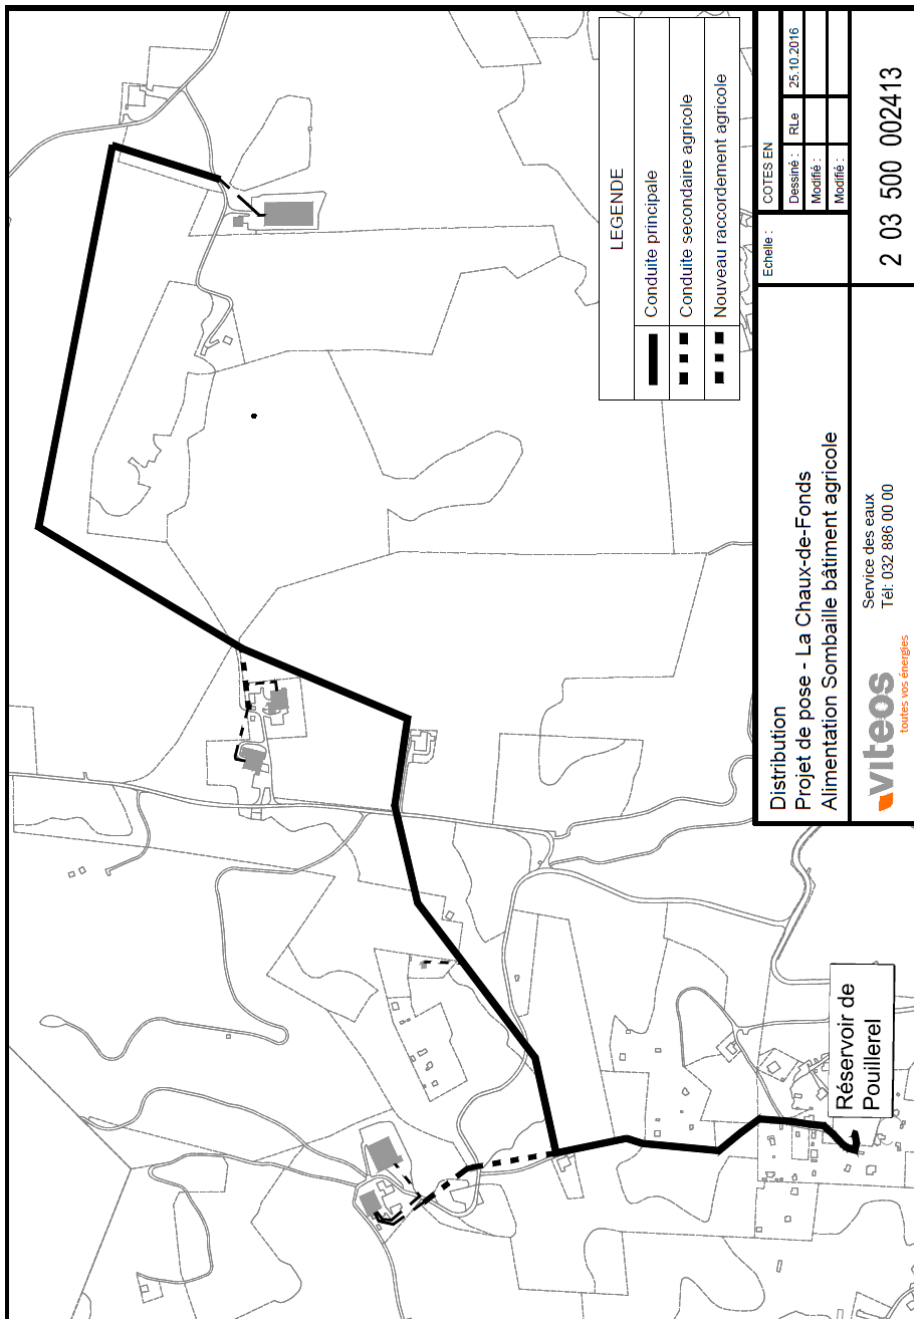 LEGENDE
Conduite principale
Conduite secondaire agricole
Nouveau raccordement agricole
Réservoir de
Pouillerel
Distribution
Projet de pose - La Chaux-de-Fonds
Alimentation Sombaille bâtiment agricole
Echelle :
COTES EN
Dessiné : RLe 25.10.2016
Modifié :
Modifié :
viteos
toutes vos énergies
Service des eaux
Tél: 032 886 00 00
2 03 500 002413